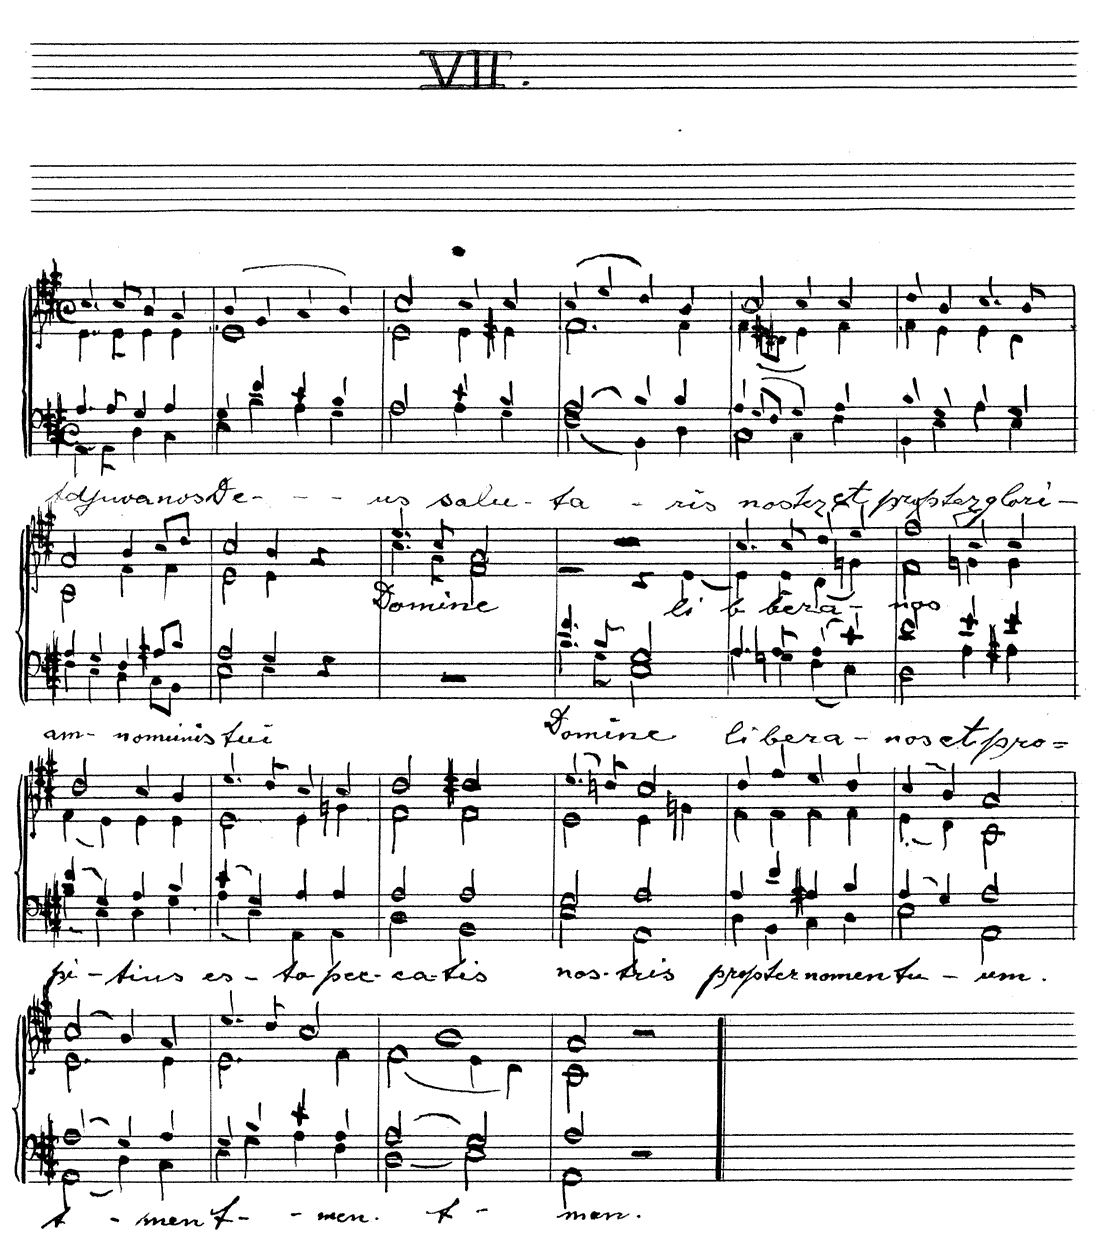 VII.
Adjuva nos De- - - us salu- ta - ris noster et propter glori-
Domine li b bera - nos
am- nominis tui Domine libera - nos et pro=
pi - tius es - to pec- ca- tis nos- tris propter nomen tu - um.
A - men A- - men. A - men.